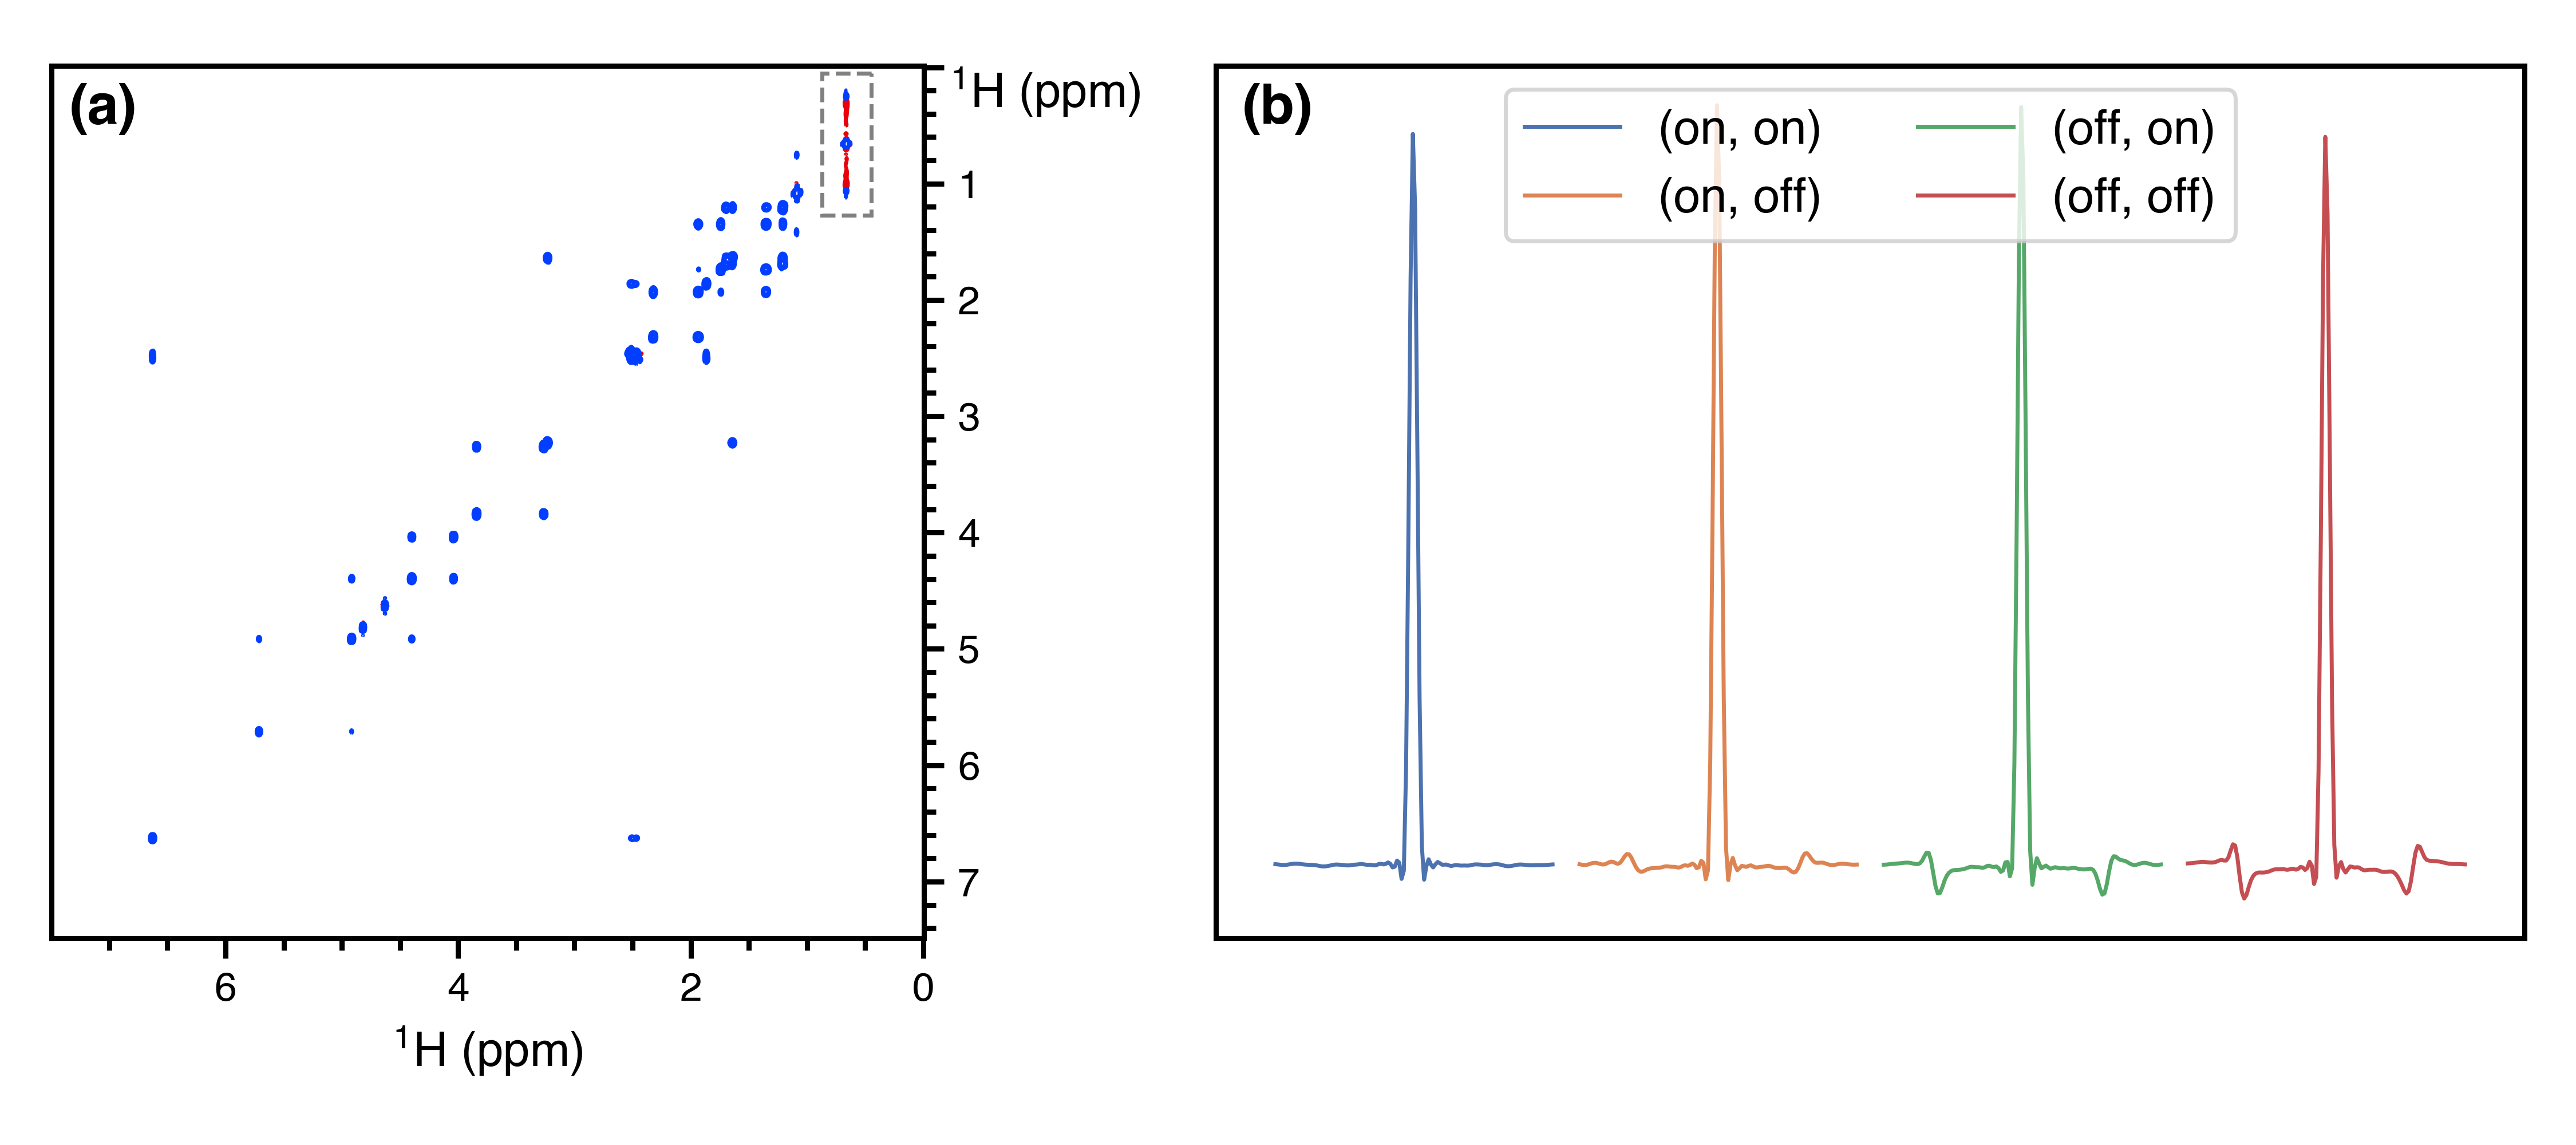 (a)
¹H (ppm)
1
2
3
4
5
6
7
6 4 2 0
¹H (ppm)
(b)
(on, on) (off, on)
(on, off) (off, off)